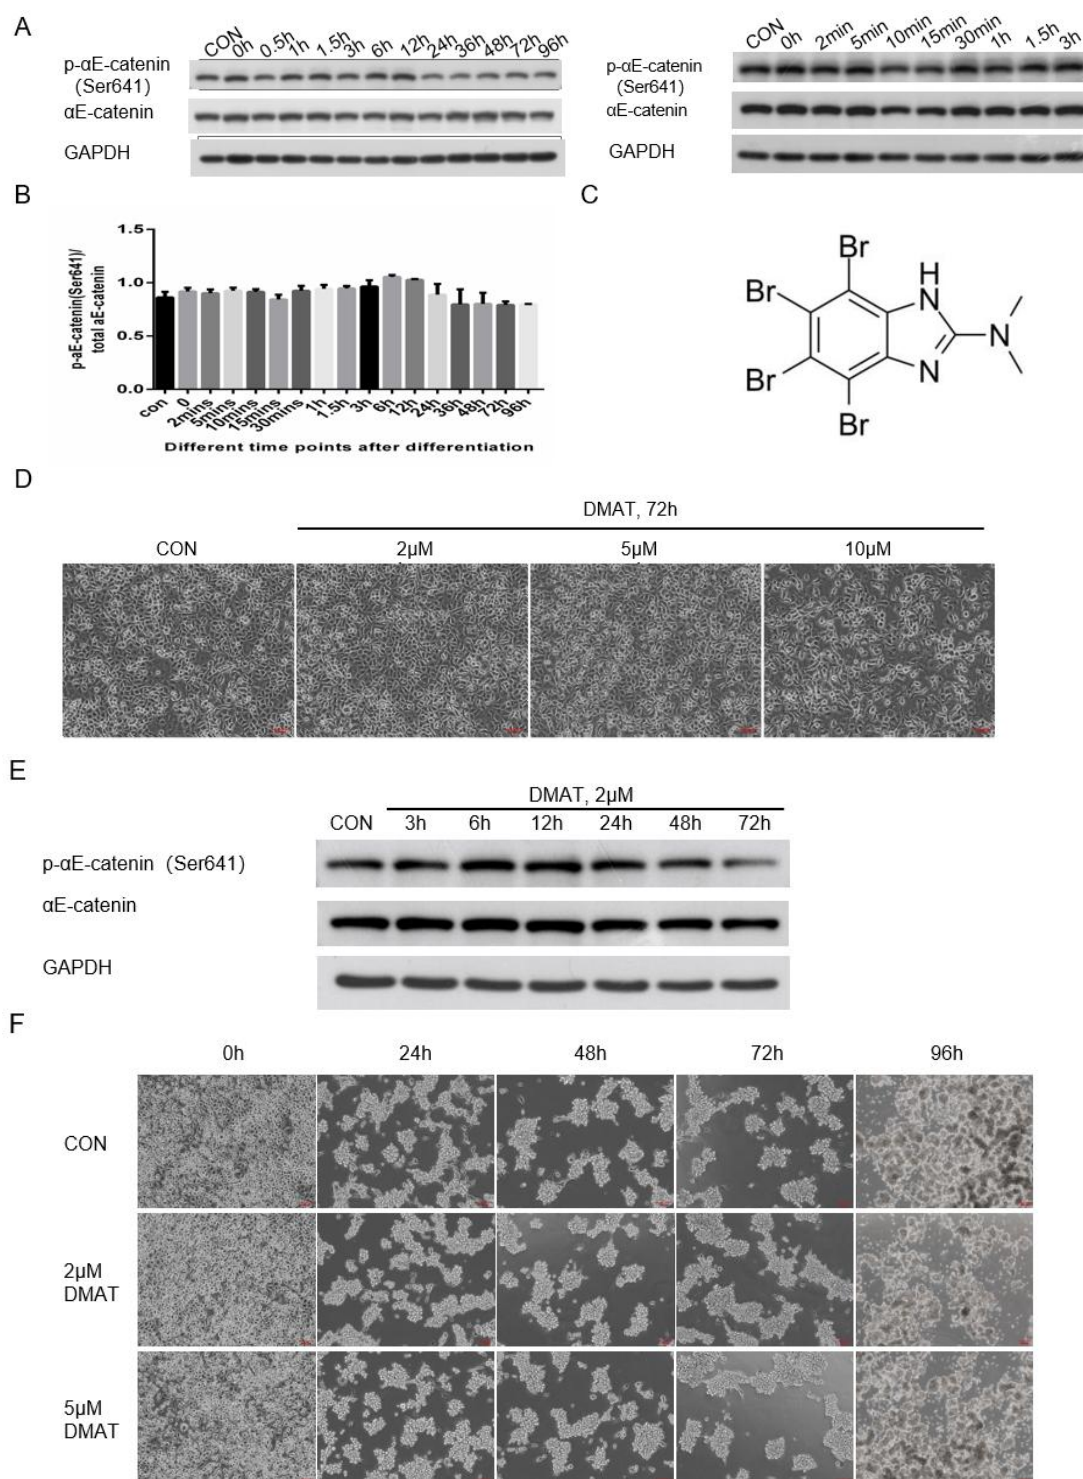 A
CON 0h 0.5h 1h 1.5h 3h 6h 12h 24h 36h 48h 72h 96h
p-αE-catenin
(Ser641)
αE-catenin
GAPDH
CON 0h 2min 5min 10min 15min 30min 1h 1.5h 3h
p-αE-catenin
(Ser641)
αE-catenin
GAPDH
B
p-aE-catenin(Ser641)/
total aE-catenin
1.5
1.0
0.5
0.0
con 0 2mins 5mins 10mins 15mins 30mins 1h 1.5h 3h 6h 12h 24h 36h 48h 72h 96h
Different time points after differentiation
C
Br
H
Br N
N
Br N
Br
D
DMAT, 72h
CON 2μM 5μM 10μM
E
DMAT, 2μM
CON 3h 6h 12h 24h 48h 72h
p-αE-catenin (Ser641)
αE-catenin
GAPDH
F
0h 24h 48h 72h 96h
CON
2μM
DMAT
5μM
DMAT